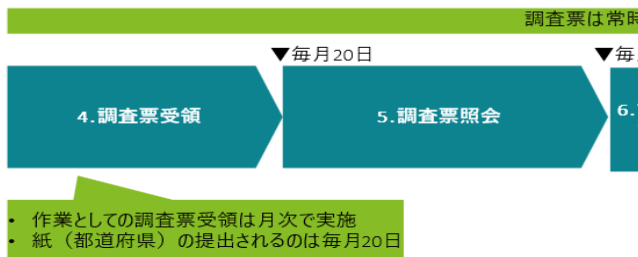 調査票は常時
▼毎月20日
▼毎
4.調査票受領
5.調査票照会
6.
• 作業としての調査票受領は月次で実施
• 紙（都道府県）の提出されるのは毎月20日